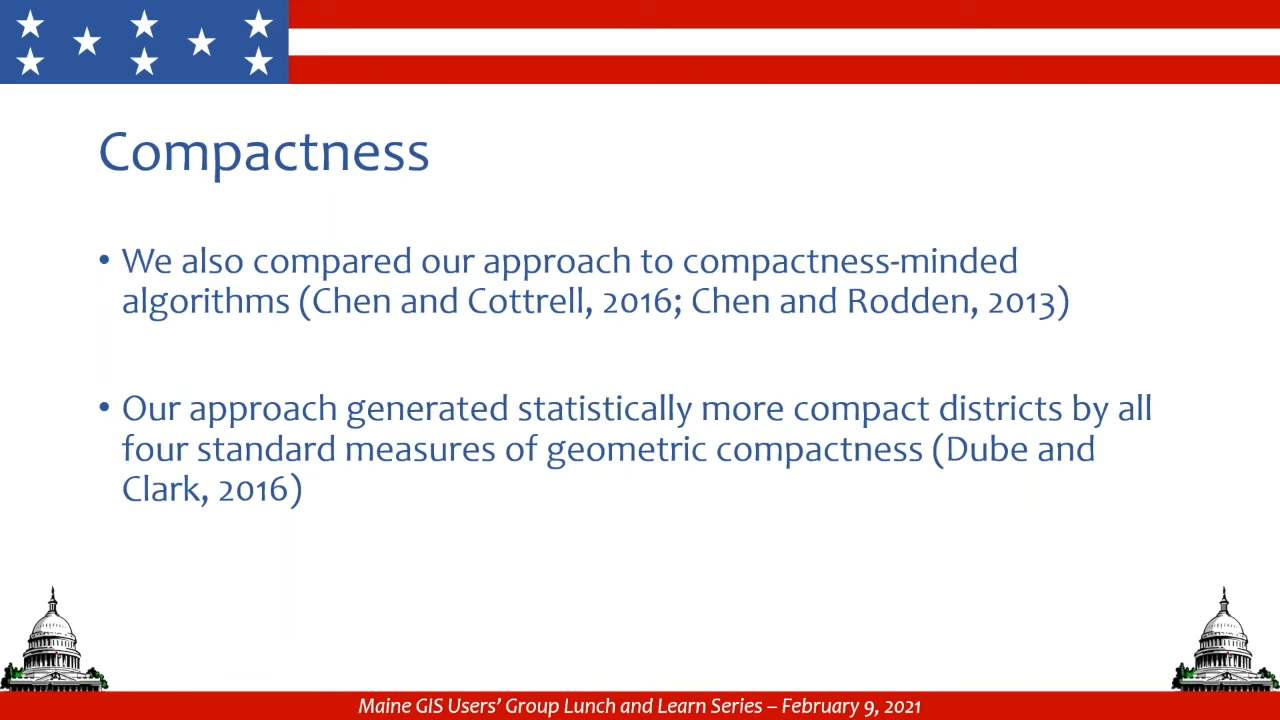 Compactness
• We also compared our approach to compactness-minded
algorithms (Chen and Cottrell, 2016; Chen and Rodden, 2013)
• Our approach generated statistically more compact districts by all
four standard measures of geometric compactness (Dube and
Clark, 2016)
Maine GIS Users’ Group Lunch and Learn Series – February 9, 2021